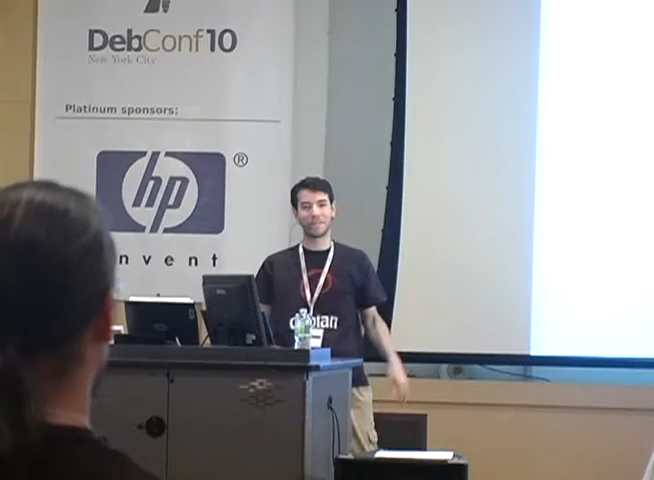 DebConf10
New York City
Platinum sponsors:
hp
®
invent
debian